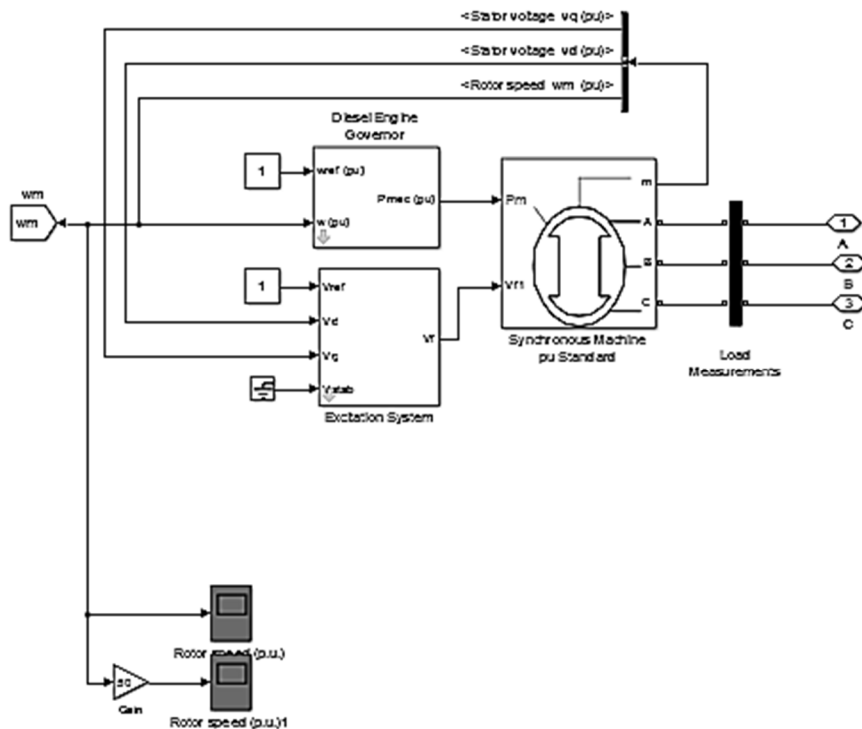 <Stator voltage vq (pu)>
<Stator voltage vd (pu)>
<Rotor speed wm (pu)>
Diesel Engine
Governor
1
wref (pu)
Pmec (pu)
w (pu)
wm
wm
1
Vref
Vd
Vq
Vstab
Vf
Excitation System
Pm
m
A
B
C
Synchronous Machine
pu Standard
Load
Measurements
1
A
2
B
3
C
Rotor speed (p.u.)
50
Gain
Rotor speed (p.u.)1